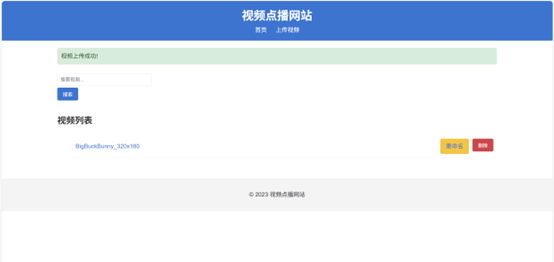 视频点播网站
首页 上传视频
视频上传成功!
搜索视频...
搜索
视频列表
BigBuckBunny_320x180 重命名 删除
© 2023 视频点播网站